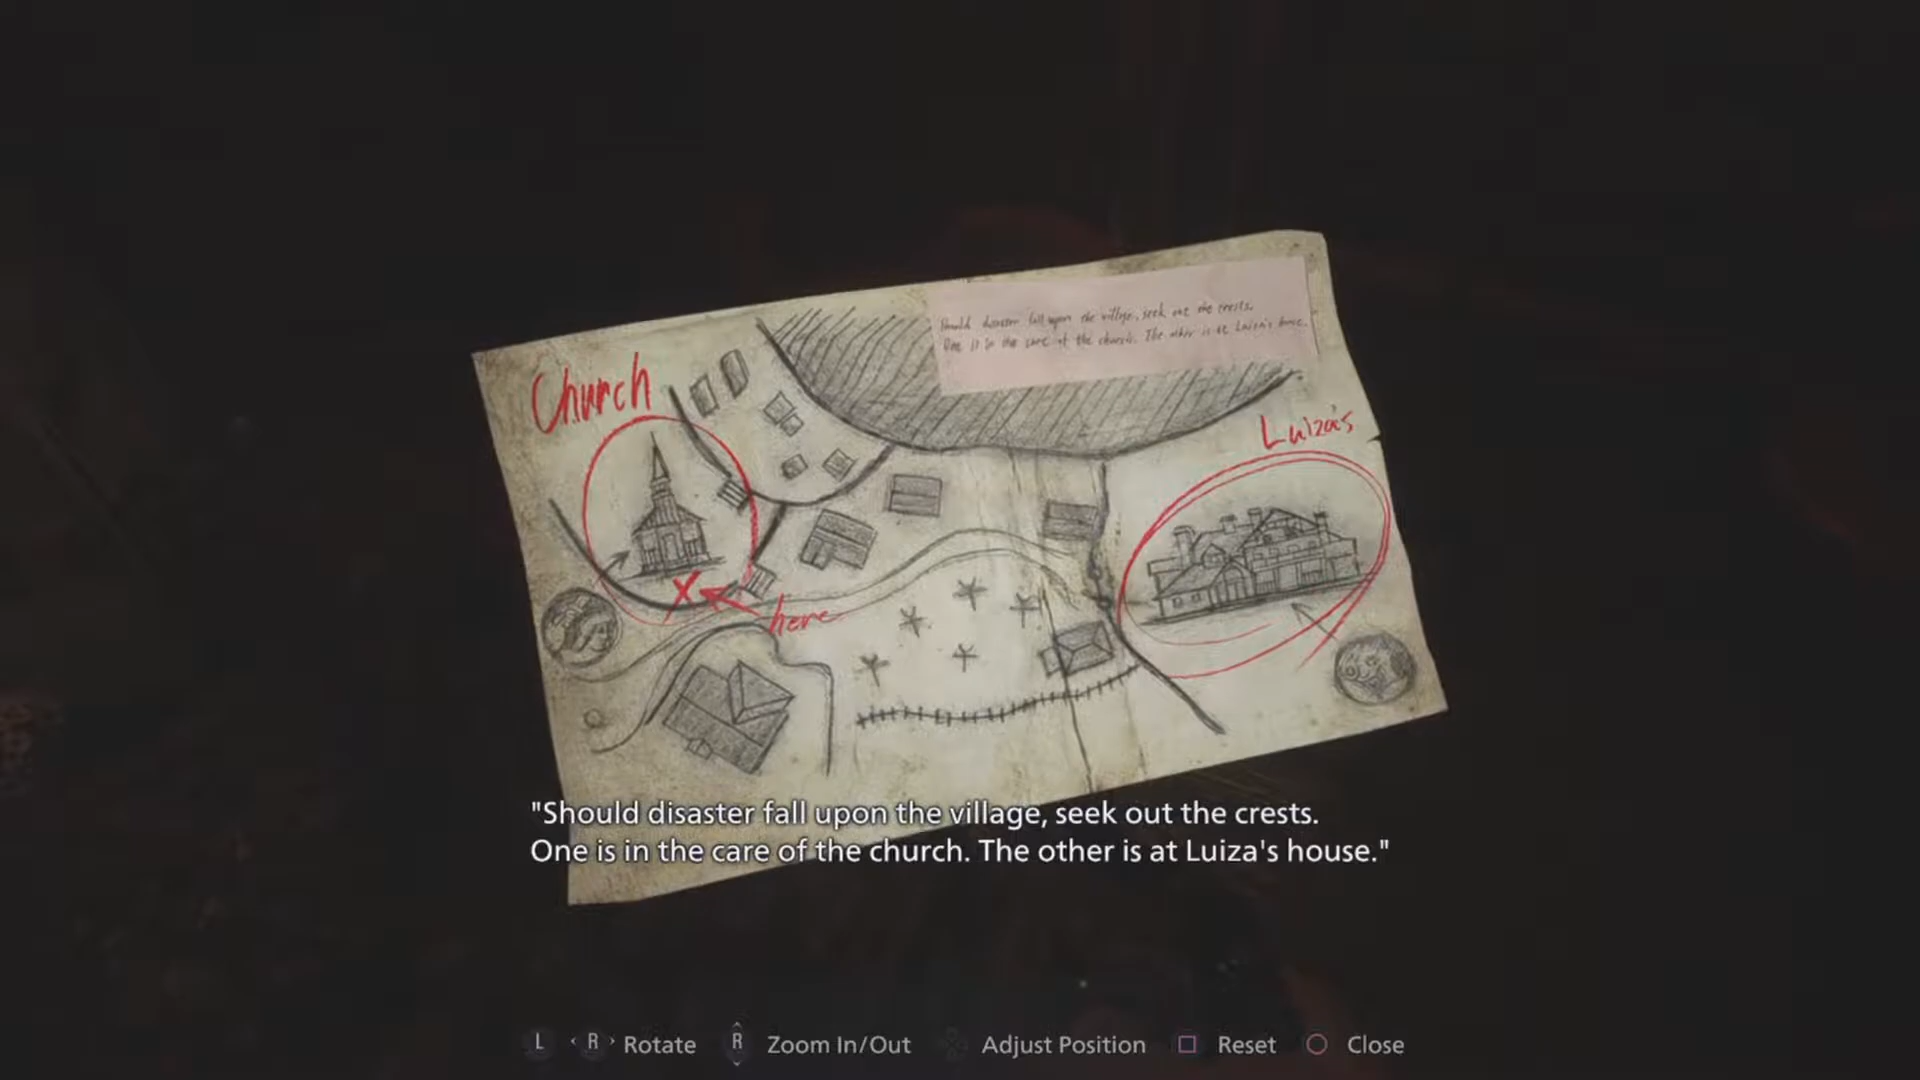 Should disaster fall upon the village, seek out the crests.
One is in the care of the church. The other is at Luiza's house.
Church
Luiza's
X
here
"Should disaster fall upon the village, seek out the crests.
One is in the care of the church. The other is at Luiza's house."
L R Rotate R Zoom In/Out Adjust Position Reset Close